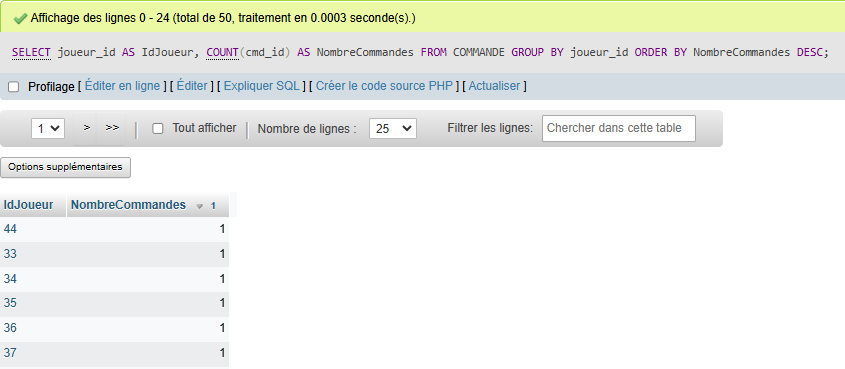 Affichage des lignes 0 - 24 (total de 50, traitement en 0.0003 seconde(s).)
SELECT joueur_id AS IdJoueur, COUNT(cmd_id) AS NombreCommandes FROM COMMANDE GROUP BY joueur_id ORDER BY NombreCommandes DESC;
Profilage [ Éditer en ligne ] [ Éditer ] [ Expliquer SQL ] [ Créer le code source PHP ] [ Actualiser ]
1 > >> | Tout afficher | Nombre de lignes : 25 Filtrer les lignes: Chercher dans cette table
Options supplémentaires
IdJoueur NombreCommandes 1
44 1
33 1
34 1
35 1
36 1
37 1